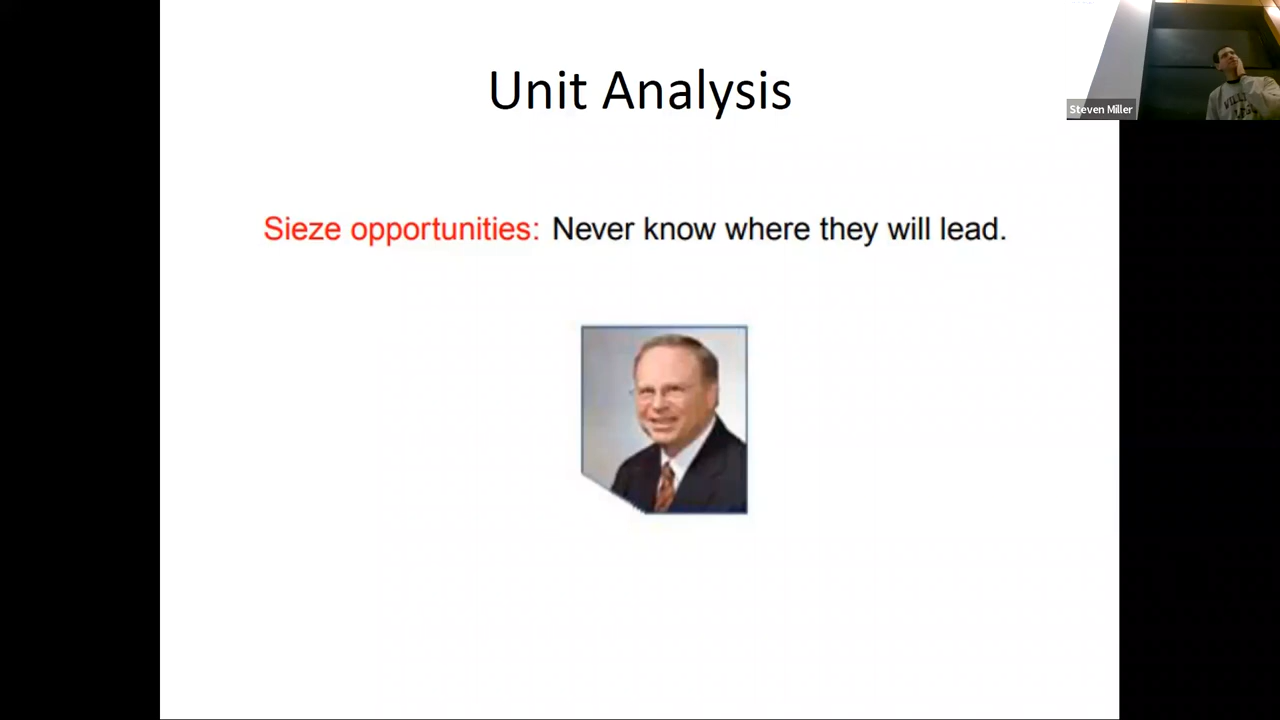 Unit Analysis
Steven Miller
Sieze opportunities: Never know where they will lead.